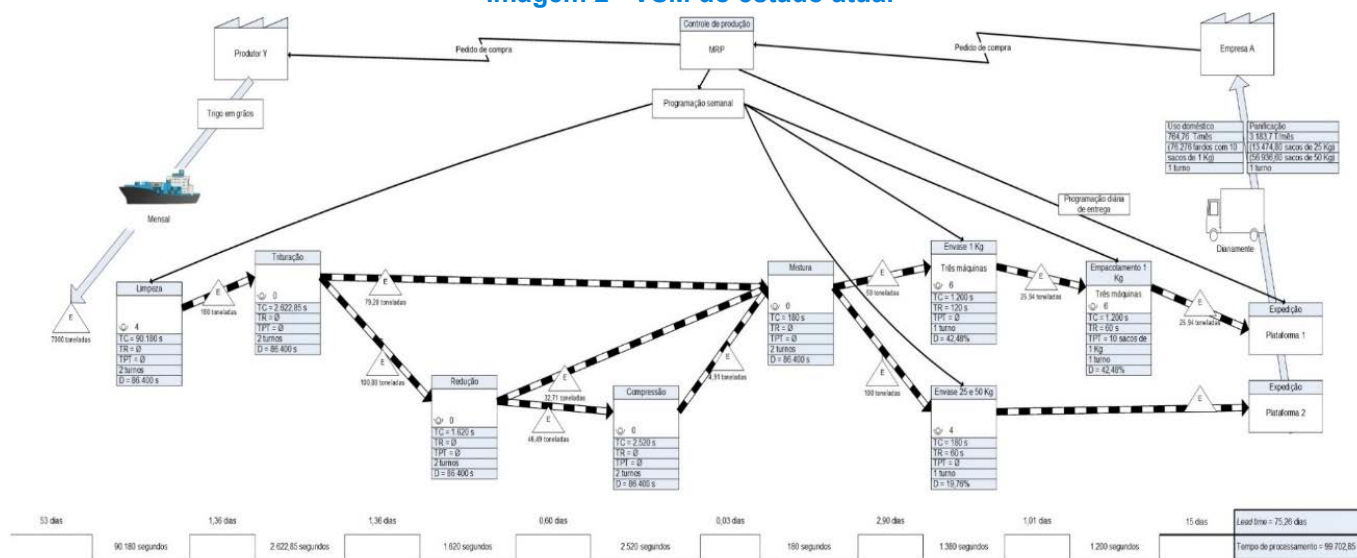 Imagem 2 - VSM do estado atual
Controle de produção
MRP
Produtor Y
Pedido de compra
Pedido de compra
Empresa A
Trigo em grãos
Programação semanal
Uso doméstico
764,76 T/mês
(76.276 fardos com 10
sacos de 1 Kg)
1 turno
Panificação
3.183,7 T/mês
(13.474,80 sacos de 25 Kg)
(56.936,60 sacos de 50 Kg)
1 turno
Mensal
Programação diária
de entrega
Diariamente
E
7000 toneladas
Limpeza
4
TC = 90.180 s
TR = Ø
TPT = Ø
2 turnos
D = 86.400 s
E
100 toneladas
Trituração
0
TC = 2.622,85 s
TR = Ø
TPT = Ø
2 turnos
D = 86.400 s
E
79,20 toneladas
E
100,80 toneladas
Redução
0
TC = 1.620 s
TR = Ø
TPT = Ø
2 turnos
D = 86.400 s
E
32,71 toneladas
E
46,49 toneladas
Compressão
0
TC = 2.520 s
TR = Ø
TPT = Ø
2 turnos
D = 86.400 s
E
4,91 toneladas
Mistura
0
TC = 180 s
TR = Ø
TPT = Ø
2 turnos
D = 86.400 s
E
toneladas
E
100 toneladas
Envase 1 Kg
Três máquinas
6
TC = 1.200 s
TR = 120 s
TPT = Ø
1 turno
D = 42,48%
E
25,94 toneladas
Empacotamento 1
Kg
Três máquinas
6
TC = 1.200 s
TR = 60 s
TPT = 10 sacos de
1 Kg
1 turno
D = 42,48%
E
25,94 toneladas
Envase 25 e 50 Kg
4
TC = 180 s
TR = 60 s
TPT = Ø
1 turno
D = 19,76%
E
Expedição
Plataforma 1
Expedição
Plataforma 2
53 dias
1,36 dias
1,36 dias
0,60 dias
0,03 dias
2,90 dias
1,01 dias
15 dias
Lead time = 75,26 dias
90.180 segundos
2.622,85 segundos
1.620 segundos
2.520 segundos
180 segundos
1.380 segundos
1.200 segundos
Tempo de processamento = 99.702,85